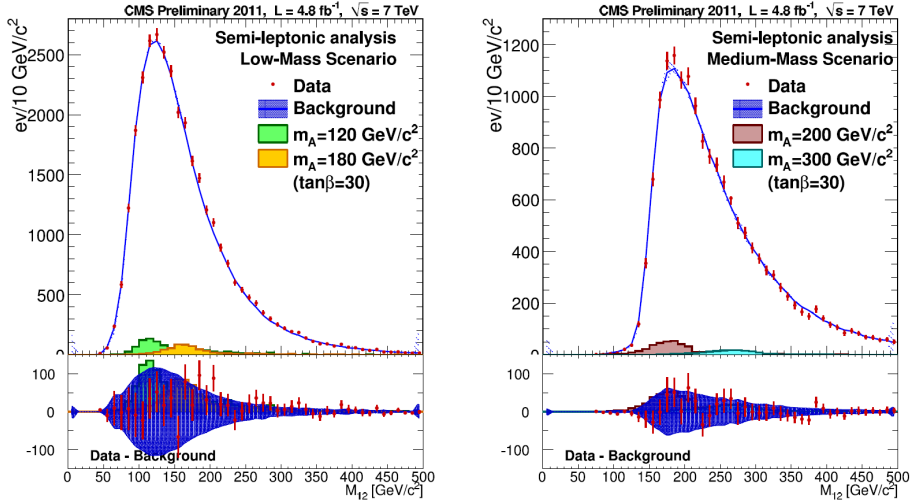 CMS Preliminary 2011, L = 4.8 fb⁻¹, √s = 7 TeV
ev/10 GeV/c²
Semi-leptonic analysis
Low-Mass Scenario
Data
Background
m_A=120 GeV/c²
m_A=180 GeV/c²
(tanβ=30)
2500
2000
1500
1000
500
0
100
0
-100
Data - Background
0 50 100 150 200 250 300 350 400 450 500
M₁₂ [GeV/c²]
CMS Preliminary 2011, L = 4.8 fb⁻¹, √s = 7 TeV
ev/10 GeV/c²
Semi-leptonic analysis
Medium-Mass Scenario
Data
Background
m_A=200 GeV/c²
m_A=300 GeV/c²
(tanβ=30)
1200
1000
800
600
400
200
0
100
0
-100
Data - Background
0 50 100 150 200 250 300 350 400 450 500
M₁₂ [GeV/c²]